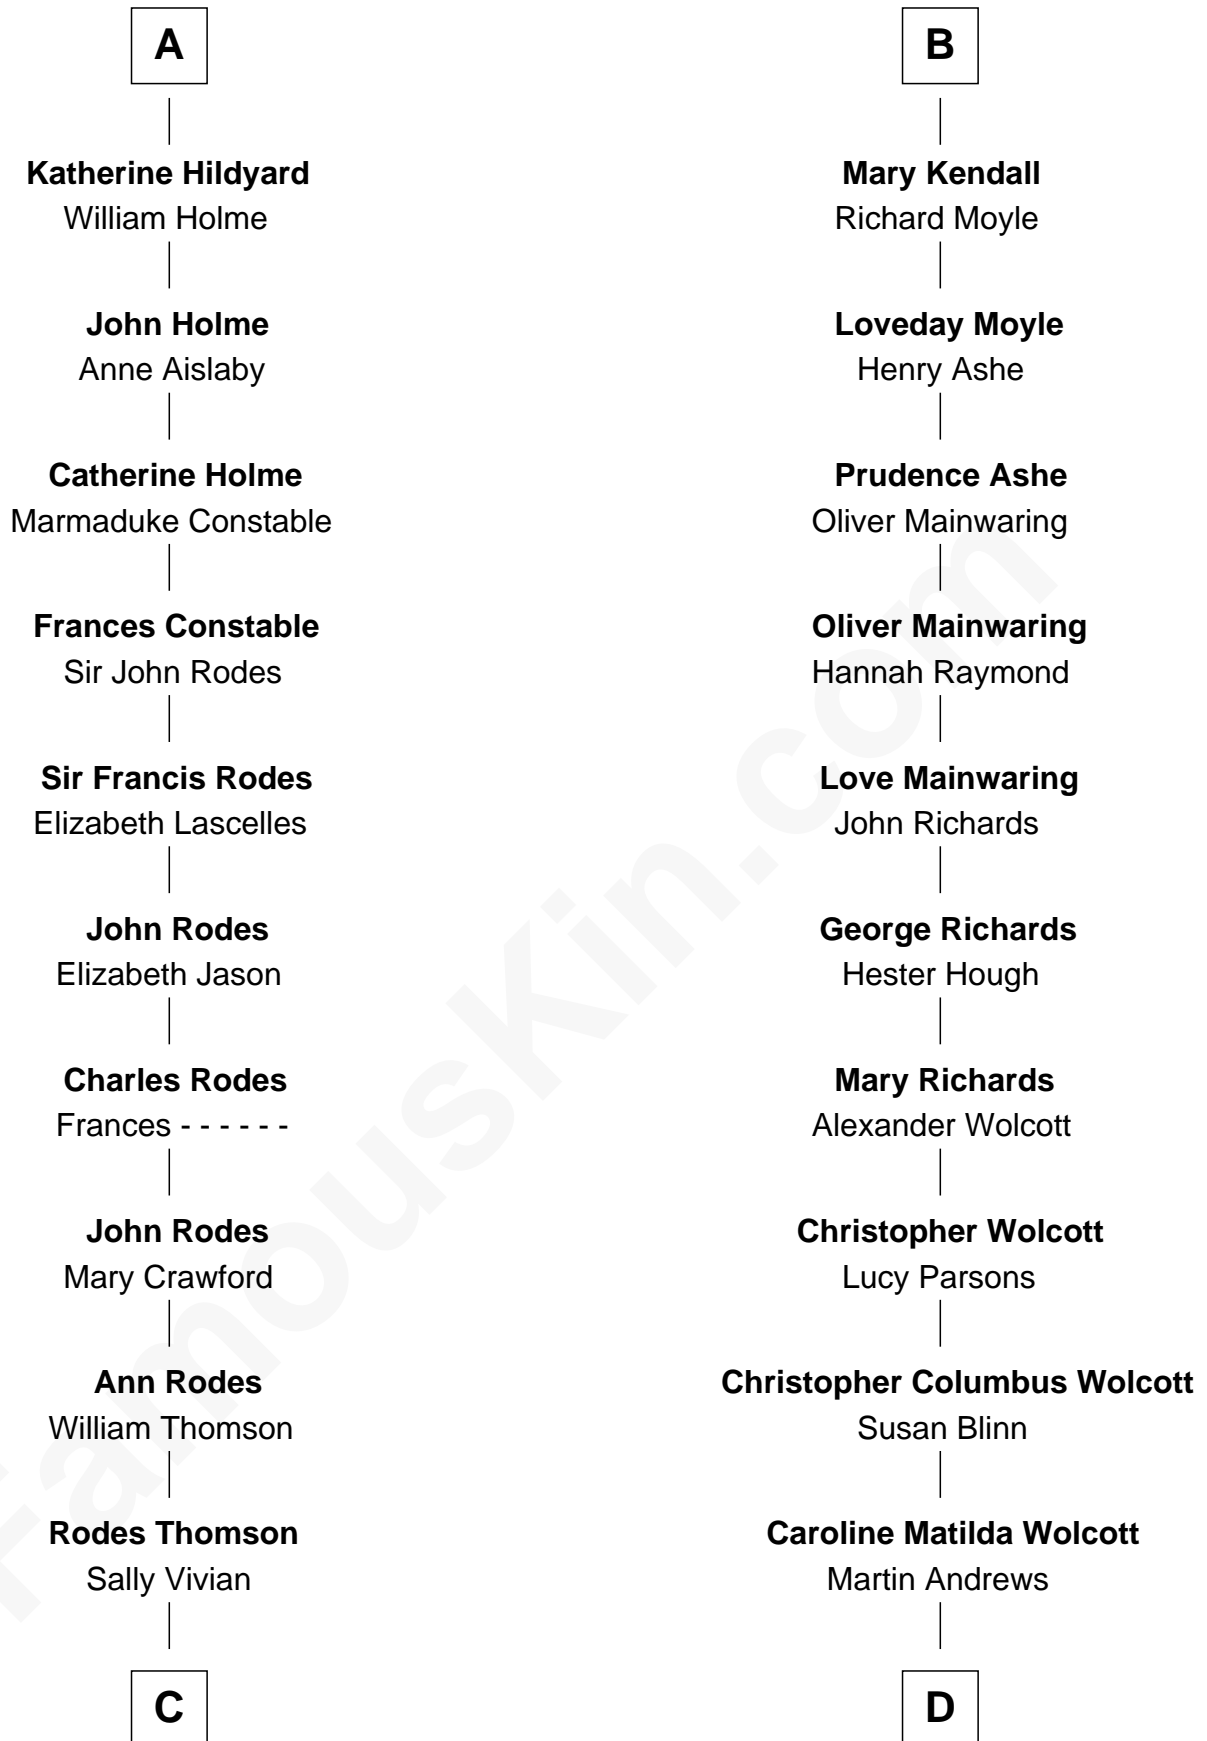 A
Katherine Hildyard
William Holme
John Holme
Anne Aislaby
Catherine Holme
Marmaduke Constable
Frances Constable
Sir John Rodes
Sir Francis Rodes
Elizabeth Lascelles
John Rodes
Elizabeth Jason
Charles Rodes
Frances - - - - - -
John Rodes
Mary Crawford
Ann Rodes
William Thomson
Rodes Thomson
Sally Vivian
C
B
Mary Kendall
Richard Moyle
Loveday Moyle
Henry Ashe
Prudence Ashe
Oliver Mainwaring
Oliver Mainwaring
Hannah Raymond
Love Mainwaring
John Richards
George Richards
Hester Hough
Mary Richards
Alexander Wolcott
Christopher Wolcott
Lucy Parsons
Christopher Columbus Wolcott
Susan Blinn
Caroline Matilda Wolcott
Martin Andrews
D
FamousKin.com